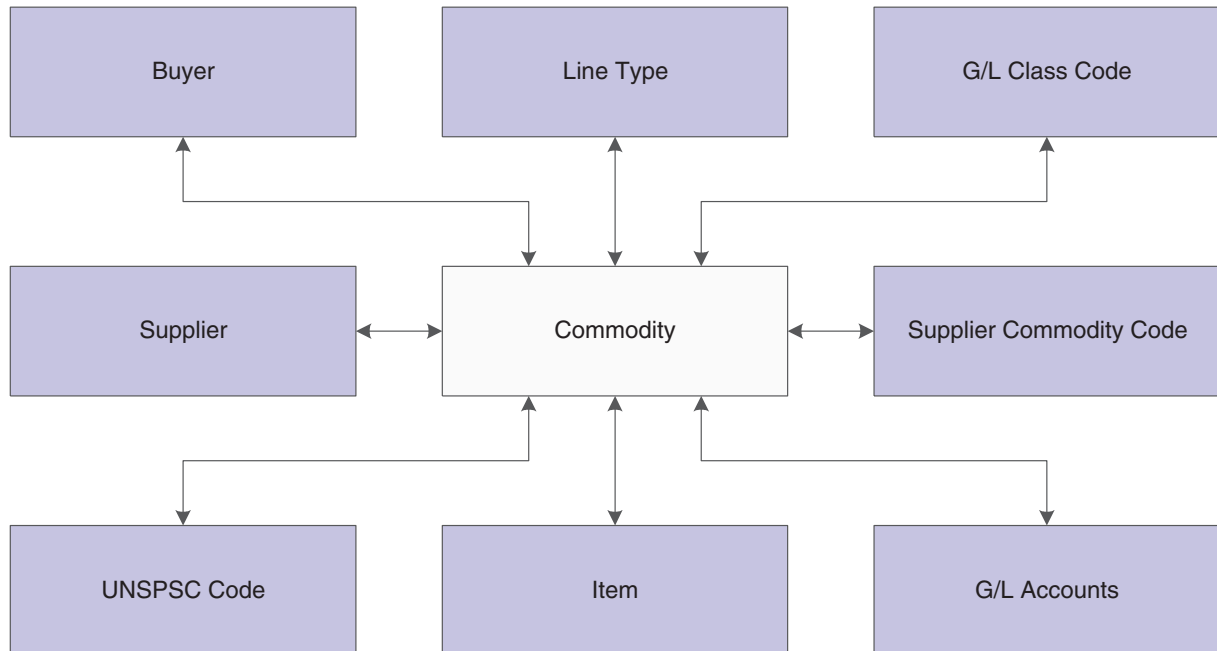 Buyer
Line Type
G/L Class Code
Supplier
Commodity
Supplier Commodity Code
UNSPSC Code
Item
G/L Accounts